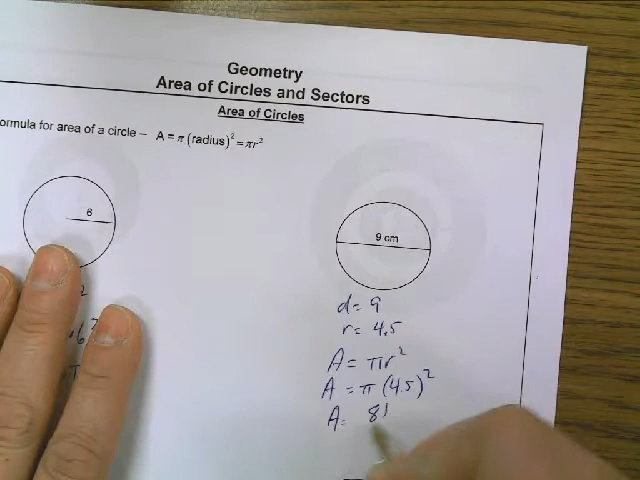 Geometry
Area of Circles and Sectors
Area of Circles
ormula for area of a circle – A = π (radius)² = πr²
6
9 cm
d = 9
r = 4.5
A = πr²
A = π (4.5)²
A = 81